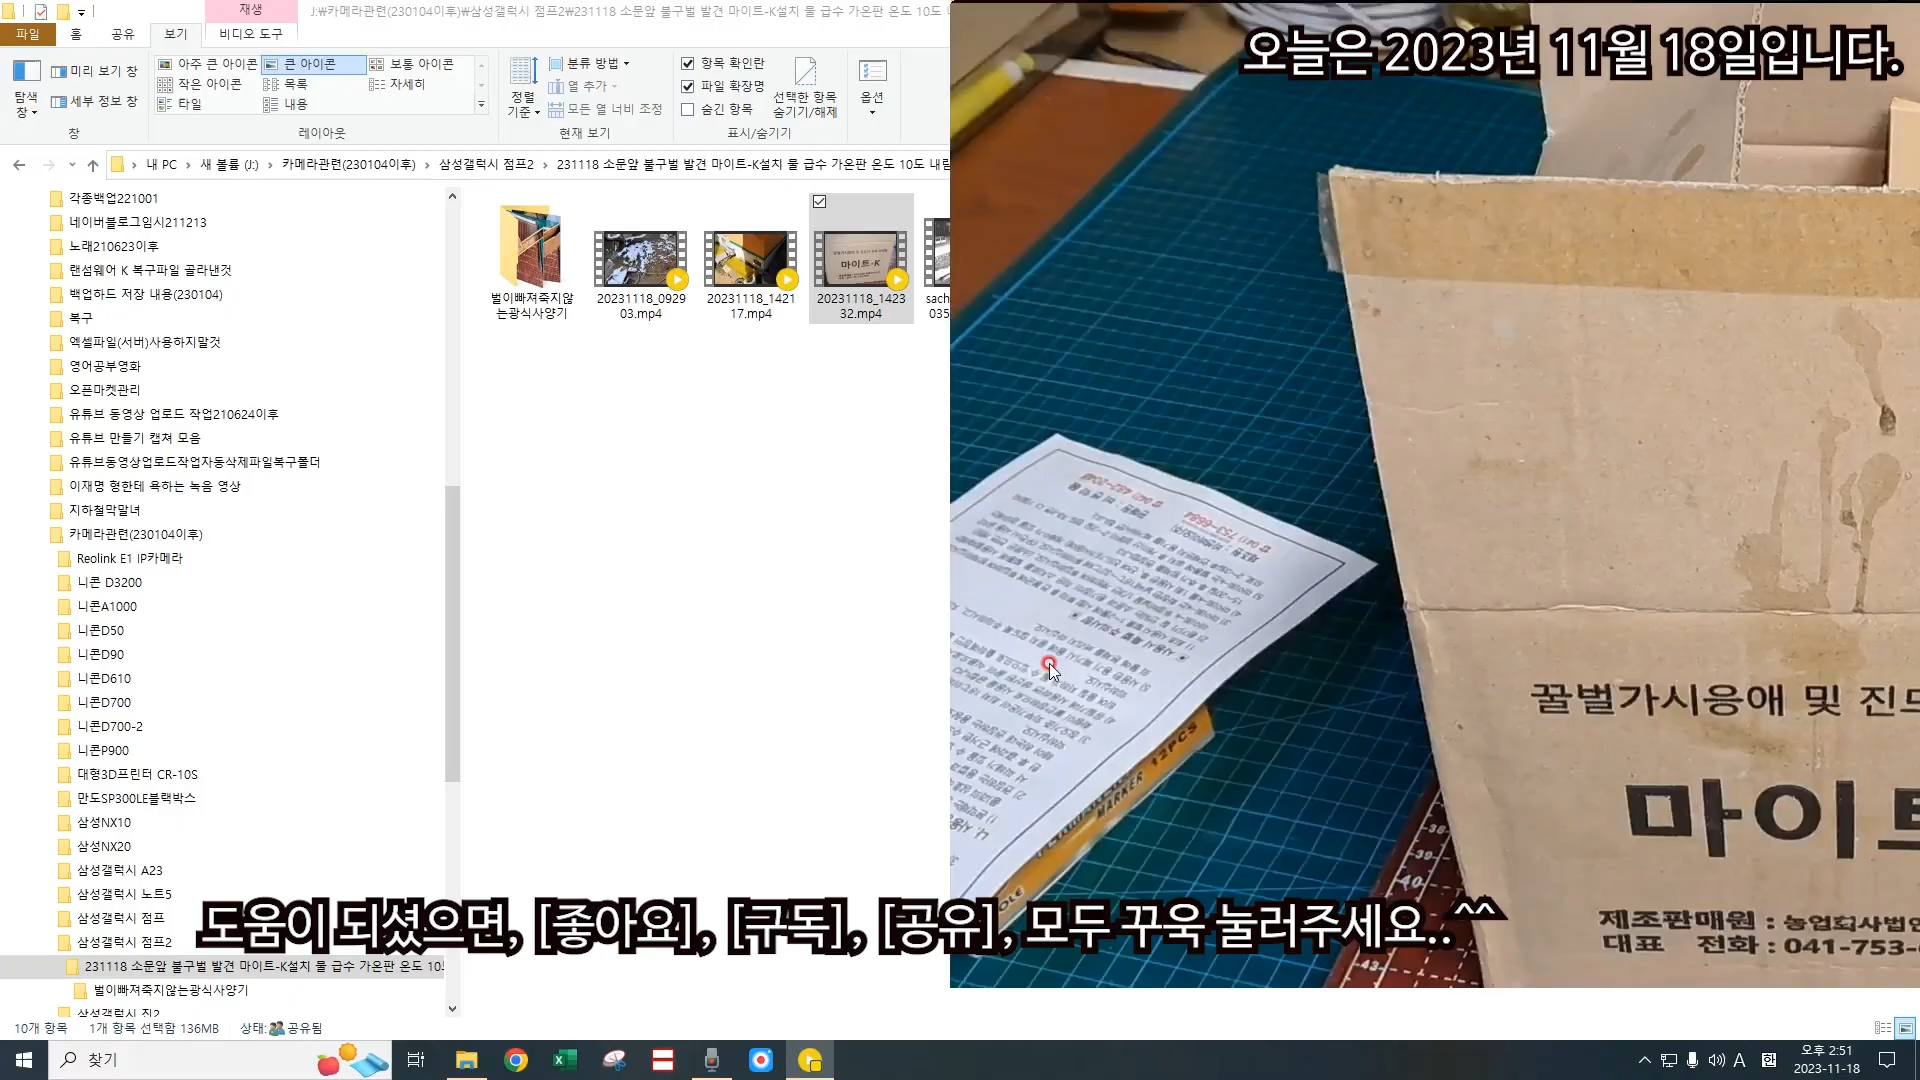 재생
J:￦카메라관련(230104이후)￦삼성갤럭시 점프2￦231118 소문앞 불구벌 발견 마이트-K설치 물 급수 가온판 온도 10도 내
파일 홈 공유 보기 비디오 도구
탐색 창
미리 보기 창
세부 정보 창
창
아주 큰 아이콘 큰 아이콘 보통 아이콘
작은 아이콘 목록 자세히
타일 내용
레이아웃
정렬 기준
분류 방법
열 추가
모든 열 너비 조정
현재 보기
항목 확인란
파일 확장명
숨긴 항목
선택한 항목 숨기기/해제
표시/숨기기
옵션
내 PC 새 볼륨 (J:) 카메라관련(230104이후) 삼성갤럭시 점프2 231118 소문앞 불구벌 발견 마이트-K설치 물 급수 가온판 온도 10도 내림
각종백업221001
네이버블로그임시211213
노래210623이후
랜섬웨어 K 복구파일 골라낸것
백업하드 저장 내용(230104)
복구
엑셀파일(서버)사용하지말것
영어공부영화
오픈마켓관리
유튜브 동영상 업로드 작업210624이후
유튜브 만들기 캡쳐 모음
유튜브동영상업로드작업자동삭제파일복구폴더
이재명 형한테 욕하는 녹음 영상
지하철막말녀
카메라관련(230104이후)
Reolink E1 IP카메라
니콘 D3200
니콘A1000
니콘D50
니콘D90
니콘D610
니콘D700
니콘D700-2
니콘P900
대형3D프린터 CR-10S
만도SP300LE블랙박스
삼성NX10
삼성NX20
삼성갤럭시 A23
삼성갤럭시 노트5
삼성갤럭시 점프
삼성갤럭시 점프2
231118 소문앞 불구벌 발견 마이트-K설치 물 급수 가온판 온도 10
벌이빠져죽지않는광식사양기
삼성갤럭시 진2
벌이빠져죽지않
는광식사양기
20231118_0929
03.mp4
20231118_1421
17.mp4
마이트-K
20231118_1423
32.mp4
sach
035
오늘은 2023년 11월 18일입니다.
꿀벌가시응애 및 진드
마이트
제조판매원 : 농업회사법인
대표 전화 : 041-753-
MARKER 12PCS
38
39
40
43
도움이 되셨으면, [좋아요], [구독], [공유], 모두 꾸욱 눌러주세요.. ^^
10개 항목 1개 항목 선택함 136MB 상태: 공유됨
찾기
A 한
오후 2:51
2023-11-18